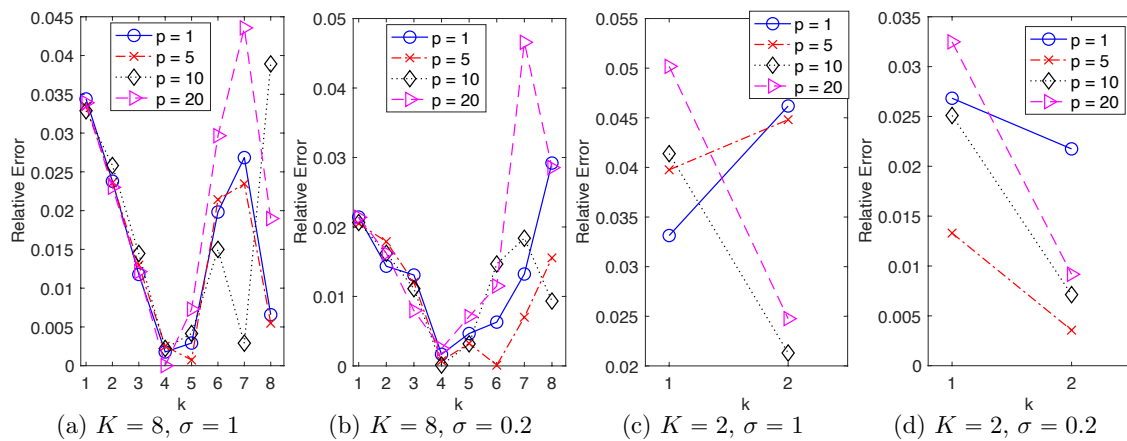 0.045
0.04
0.035
0.03
0.025
0.02
0.015
0.01
0.005
0
Relative Error
p = 1
p = 5
p = 10
p = 20
1 2 3 4 5 6 7 8
k
(a) K = 8, σ = 1
0.05
0.04
0.03
0.02
0.01
0
Relative Error
p = 1
p = 5
p = 10
p = 20
1 2 3 4 5 6 7 8
k
(b) K = 8, σ = 0.2
0.055
0.05
0.045
0.04
0.035
0.03
0.025
0.02
Relative Error
p = 1
p = 5
p = 10
p = 20
1 2
k
(c) K = 2, σ = 1
0.035
0.03
0.025
0.02
0.015
0.01
0.005
0
Relative Error
p = 1
p = 5
p = 10
p = 20
1 2
k
(d) K = 2, σ = 0.2